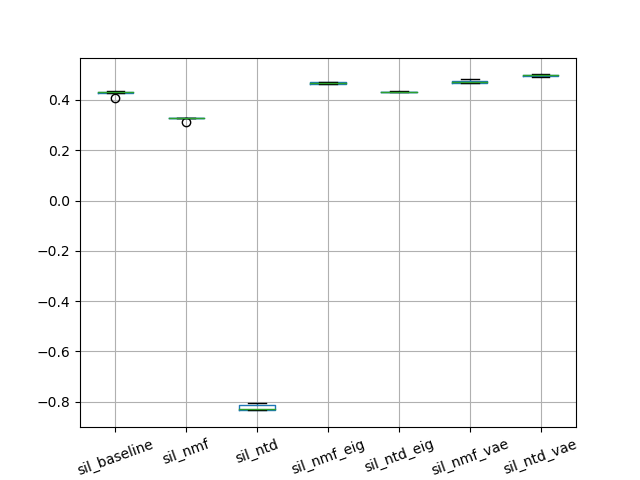 0.4
0.2
0.0
−0.2
−0.4
−0.6
−0.8
sil_baseline
sil_nmf
sil_ntd
sil_nmf_eig
sil_ntd_eig
sil_nmf_vae
sil_ntd_vae